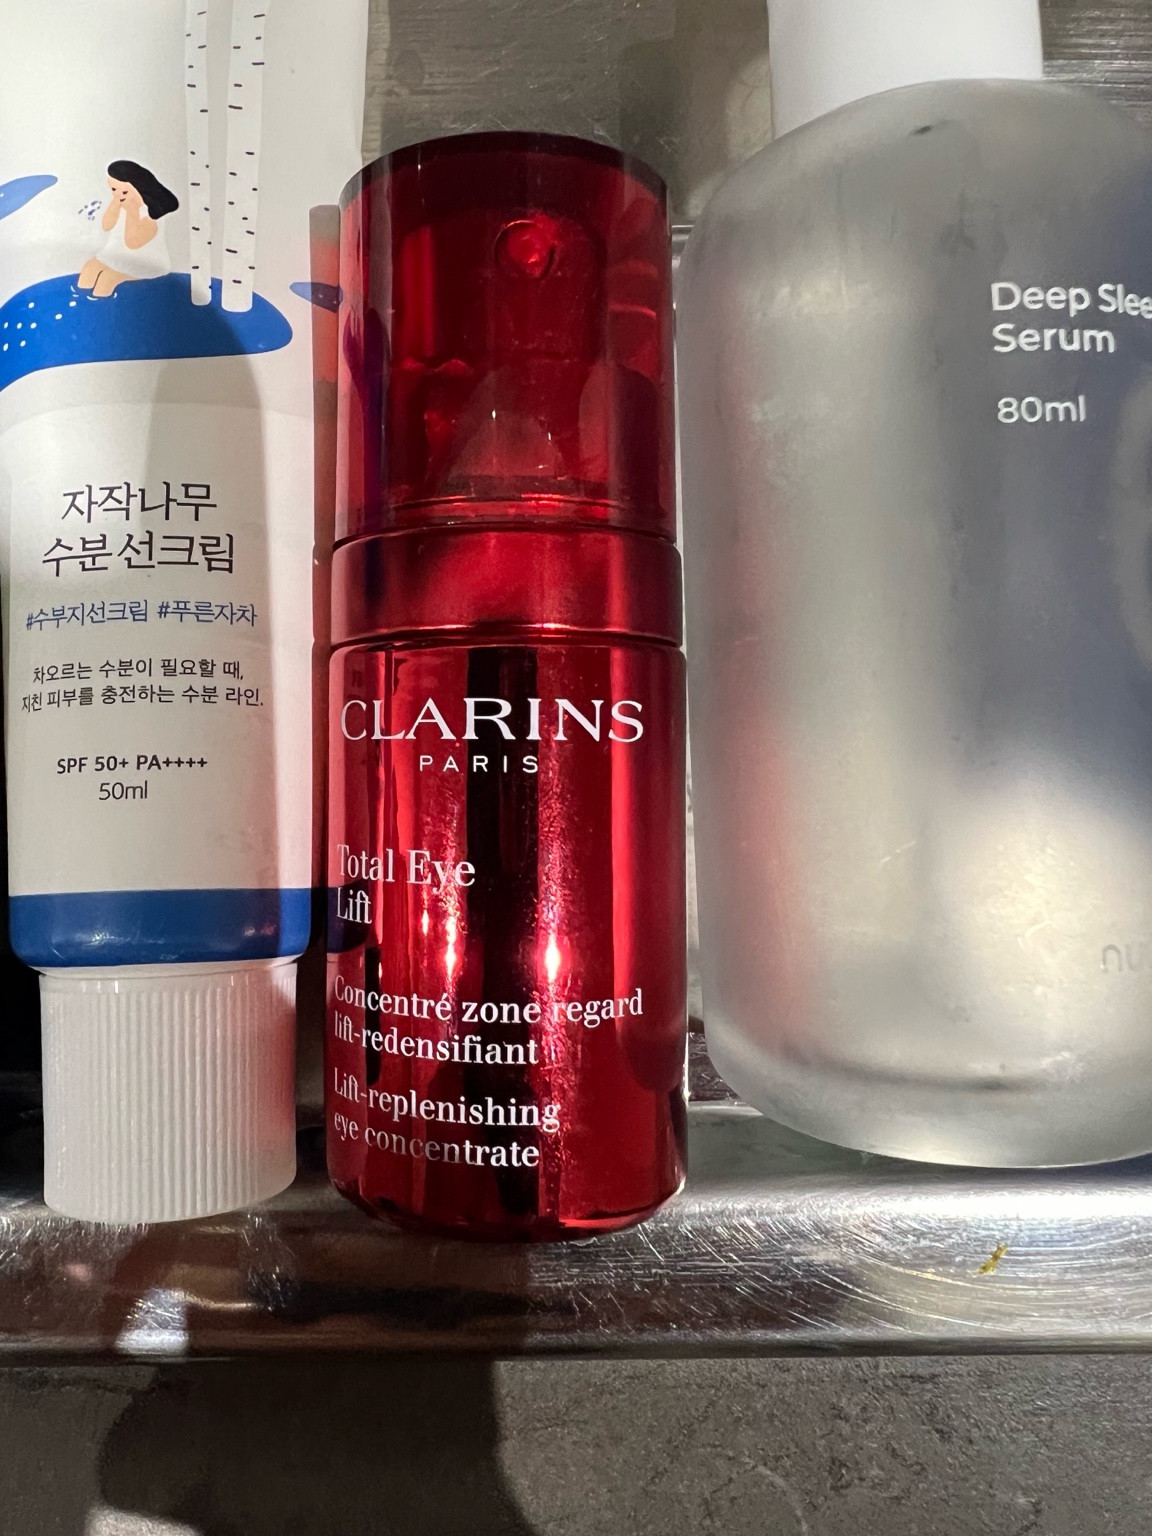 자작나무
수분 선크림
#수부지선크림 #푸른자차
차오르는 수분이 필요할 때,
지친 피부를 충전하는 수분 라인.
SPF 50+ PA++++
50ml
CLARINS
PARIS
Total Eye
Lift
Concentré zone regard
lift-redensifiant
Lift-replenishing
eye concentrate
Deep
Serum
80ml